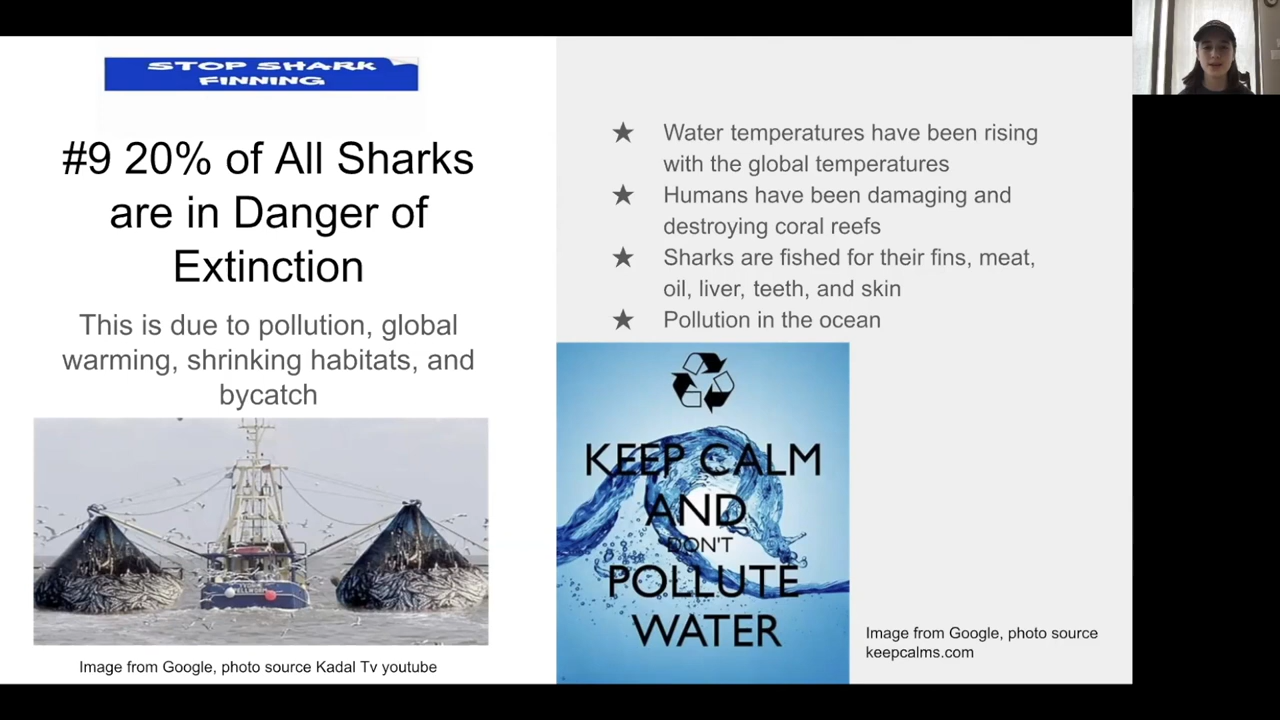 STOP SHARK
FINNING
#9 20% of All Sharks
are in Danger of
Extinction
This is due to pollution, global
warming, shrinking habitats, and
bycatch
Image from Google, photo source Kadal Tv youtube
★ Water temperatures have been rising
with the global temperatures
★ Humans have been damaging and
destroying coral reefs
★ Sharks are fished for their fins, meat,
oil, liver, teeth, and skin
★ Pollution in the ocean
KEEP CALM
AND
DON'T
POLLUTE
WATER
Image from Google, photo source
keepcalms.com